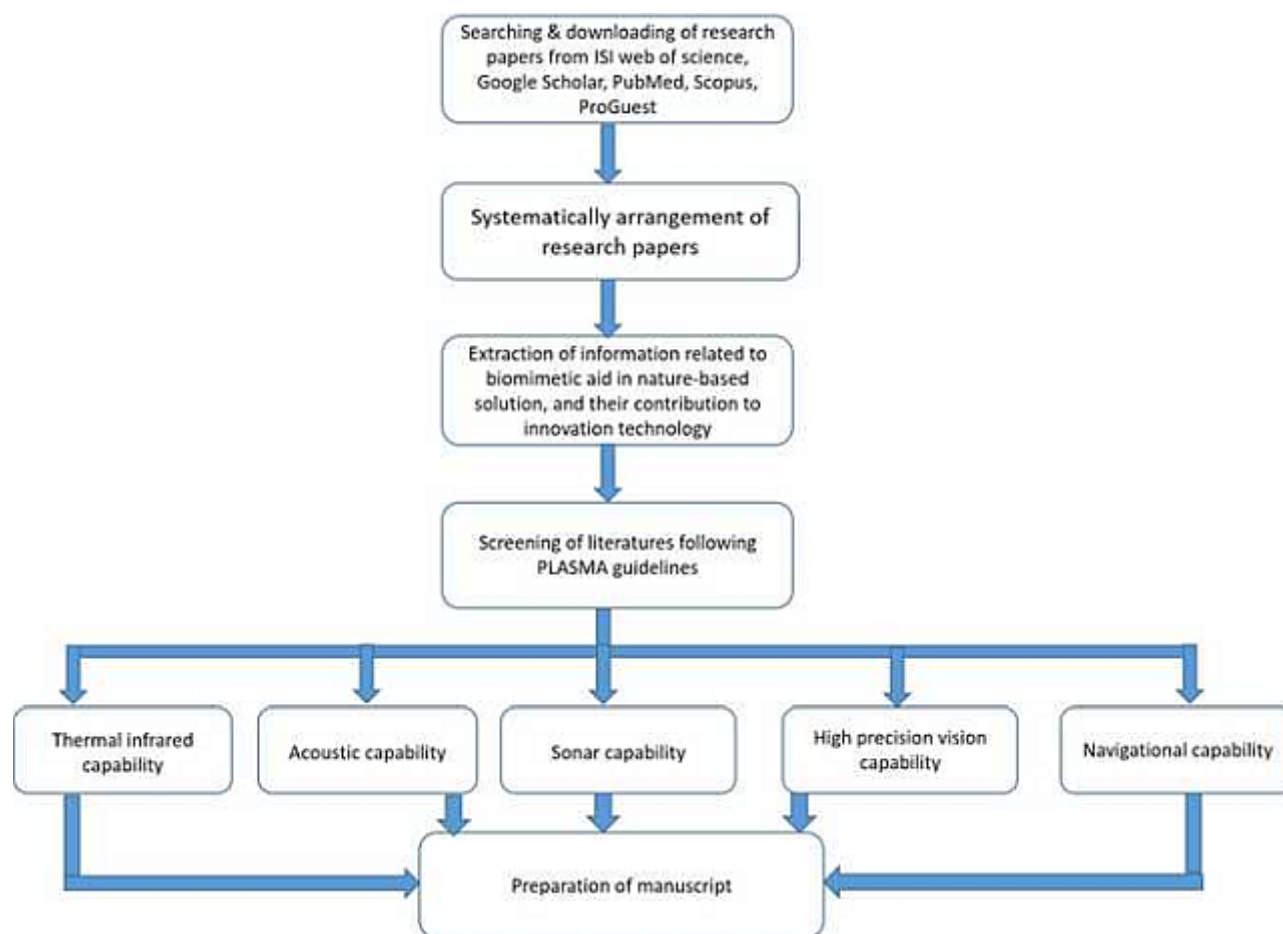 Searching & downloading of research
papers from ISI web of science,
Google Scholar, PubMed, Scopus,
ProGuest
Systematically arrangement of
research papers
Extraction of information related to
biomimetic aid in nature-based
solution, and their contribution to
innovation technology
Screening of literatures following
PLASMA guidelines
Thermal infrared
capability
Acoustic capability
Sonar capability
High precision vision
capability
Navigational capability
Preparation of manuscript